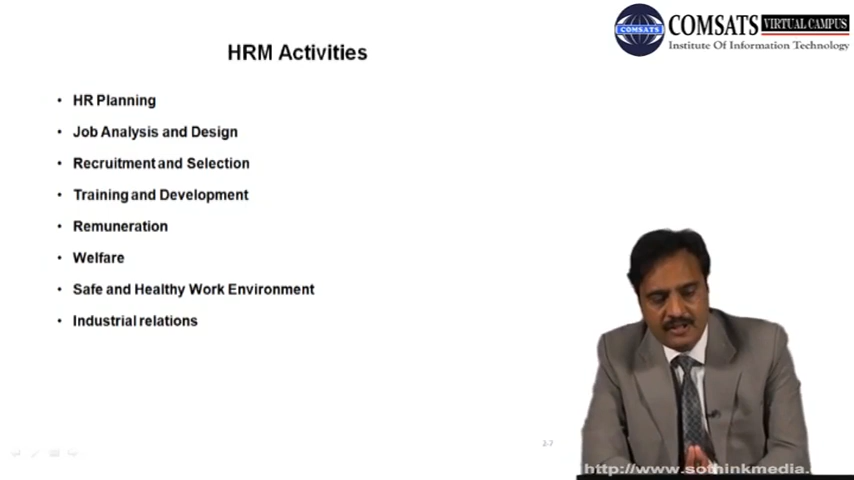 COMSATS
COMSATS VIRTUAL CAMPUS
Institute Of Information Technology
HRM Activities
• HR Planning
• Job Analysis and Design
• Recruitment and Selection
• Training and Development
• Remuneration
• Welfare
• Safe and Healthy Work Environment
• Industrial relations
2-7
http://www.sothinkmedia.